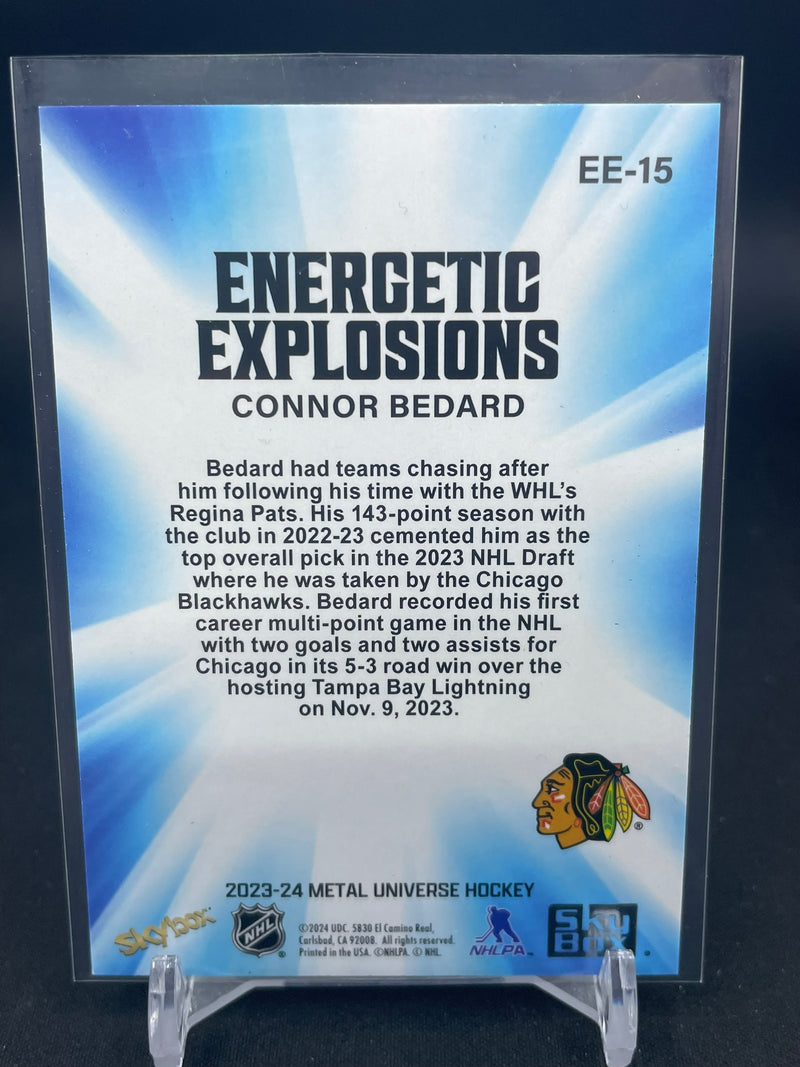 EE-15
ENERGETIC
EXPLOSIONS
CONNOR BEDARD
Bedard had teams chasing after
him following his time with the WHL's
Regina Pats. His 143-point season with
the club in 2022-23 cemented him as the
top overall pick in the 2023 NHL Draft
where he was taken by the Chicago
Blackhawks. Bedard recorded his first
career multi-point game in the NHL
with two goals and two assists for
Chicago in its 5-3 road win over the
hosting Tampa Bay Lightning
on Nov. 9, 2023.
®
2023-24 METAL UNIVERSE HOCKEY
skybox
NHL ®
©2024 UDC. 5830 El Camino Real,
Carlsbad, CA 92008. All rights reserved.
Printed in the USA. ©NHLPA. © NHL.
NHLPA™
SKY
BOX